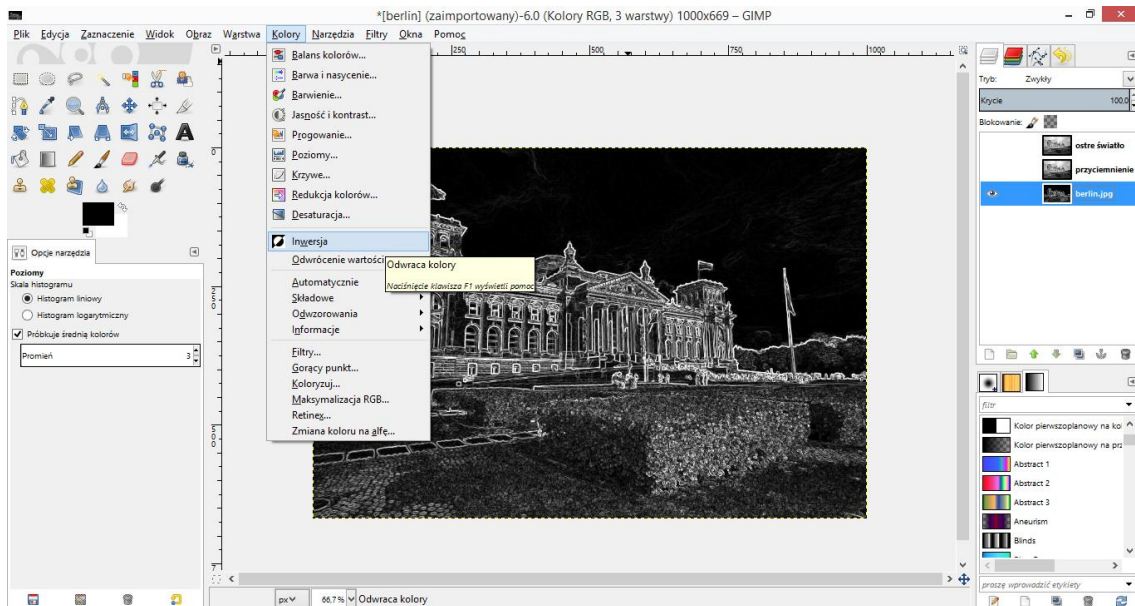 *[berlin] (zaimportowany)-6.0 (Kolory RGB, 3 warstwy) 1000x669 – GIMP
Plik Edycja Zaznaczenie Widok Obraz Warstwa Kolory Narzędzia Filtry Okna Pomoc
Balans kolorów...
Barwa i nasycenie...
Barwienie...
Jasność i kontrast...
Progowanie...
Poziomy...
Krzywe...
Redukcja kolorów...
Desaturacja...
Inwersja
Odwrócenie wartości
Automatycznie
Składowe
Odwzorowania
Informacje
Filtry...
Gorący punkt...
Koloryzuj...
Maksymalizacja RGB...
Retinex...
Zmiana koloru na alfę...
Odwraca kolory
Naciśnięcie klawisza F1 wyświetli pomoc
250
500
750
1000
0
250
500
7
Opcje narzędzia
Poziomy
Skala histogramu
Histogram liniowy
Histogram logarytmiczny
Próbkuje średnią kolorów
Promień 3
px 66,7 % Odwraca kolory
Tryb: Zwykły
Krycie 100,0
Blokowanie:
ostre światło
przyciemnienie
berlin.jpg
filtr
Kolor pierwszoplanowy na kol
Kolor pierwszoplanowy na prz
Abstract 1
Abstract 2
Abstract 3
Aneurism
Blinds
proszę wprowadzić etykiety